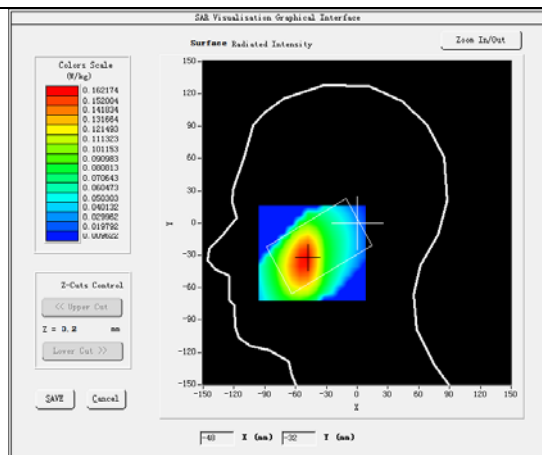 SAR Visualisation Graphical Interface
Surface Radiated Intensity
Zoom In/Out
Colors Scale
(W/kg)
0.162174
0.152004
0.141834
0.131664
0.121493
0.111323
0.101153
0.090983
0.080813
0.070643
0.060473
0.050303
0.040132
0.029962
0.019792
0.009622
Z-Cuts Control
<< Upper Cut
Z = 3.2 mm
Lower Cut >>
SAVE
Cancel
150
120
90
60
30
0
-30
-60
-90
-120
-150
Y
-150 -120 -90 -60 -30 0 30 60 90 120 150
X
-48 X (mm) -32 Y (mm)